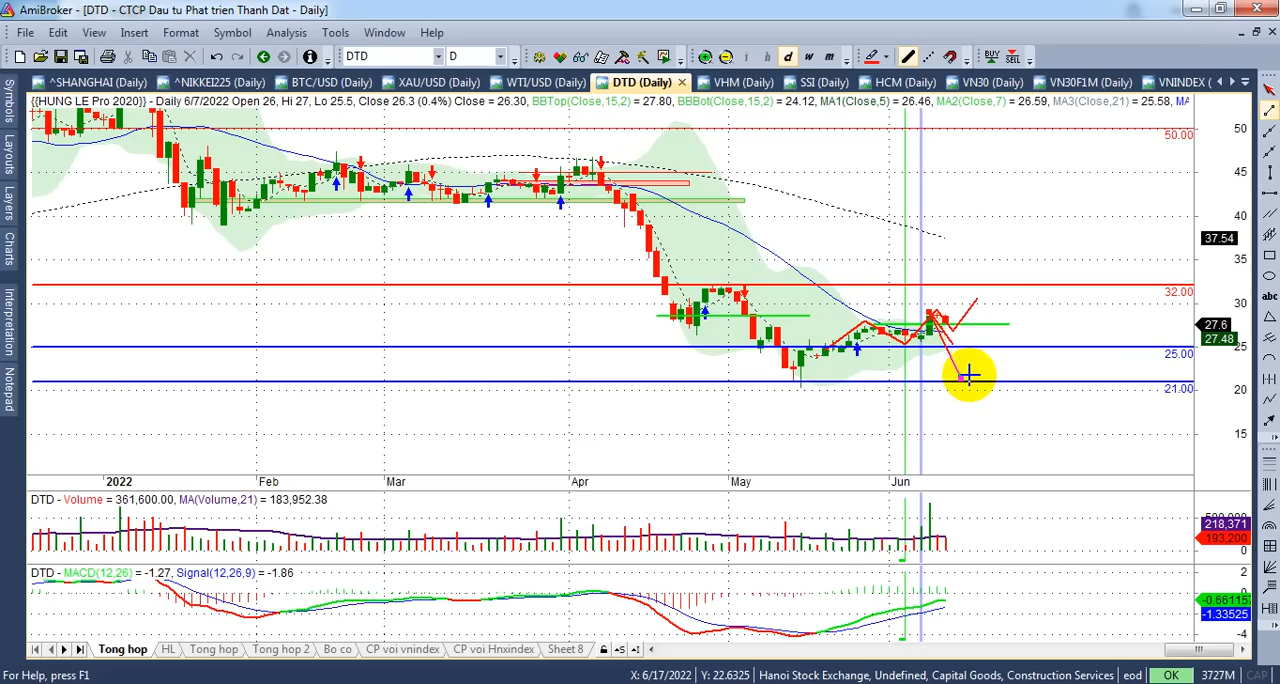 AmiBroker - [DTD - CTCP Dau tu Phat trien Thanh Dat - Daily]
File Edit View Insert Format Symbol Analysis Tools Window Help
DTD D i h d w m BUY SELL
^SHANGHAI (Daily) ^NIKKEI225 (Daily) BTC/USD (Daily) XAU/USD (Daily) WTI/USD (Daily) DTD (Daily) VHM (Daily) SSI (Daily) HCM (Daily) VN30 (Daily) VN30F1M (Daily) VNINDEX (
{{HUNG LE Pro 2020}} - Daily 6/7/2022 Open 26, Hi 27, Lo 25.5, Close 26.3 (0.4%) Close = 26.30, BBTop(Close,15,2) = 27.80, BBBot(Close,15,2) = 24.12, MA1(Close,5) = 26.46, MA2(Close,7) = 26.59, MA3(Close,21) = 25.58, Ma
Symbols
Layouts
Layers
Charts
Interpretation
Notepad
50.00
32.00
25.00
21.00
50
45
40
37.54
35
30
27.6
27.48
25
20
15
abc
2022 Feb Mar Apr May Jun
DTD - Volume = 361,600.00, MA(Volume,21) = 183,952.38
218,371
193,200
0
DTD - MACD(12,26) = -1.27, Signal(12,26,9) = -1.86
2
0
-0.66115
-1.33525
-4
Tong hop HL Tong hop Tong hop 2 Bo co CP voi vnindex CP voi Hnxindex Sheet 8
For Help, press F1 X: 6/17/2022 Y: 22.6325 Hanoi Stock Exchange, Undefined, Capital Goods, Construction Services eod OK 3727M CAP